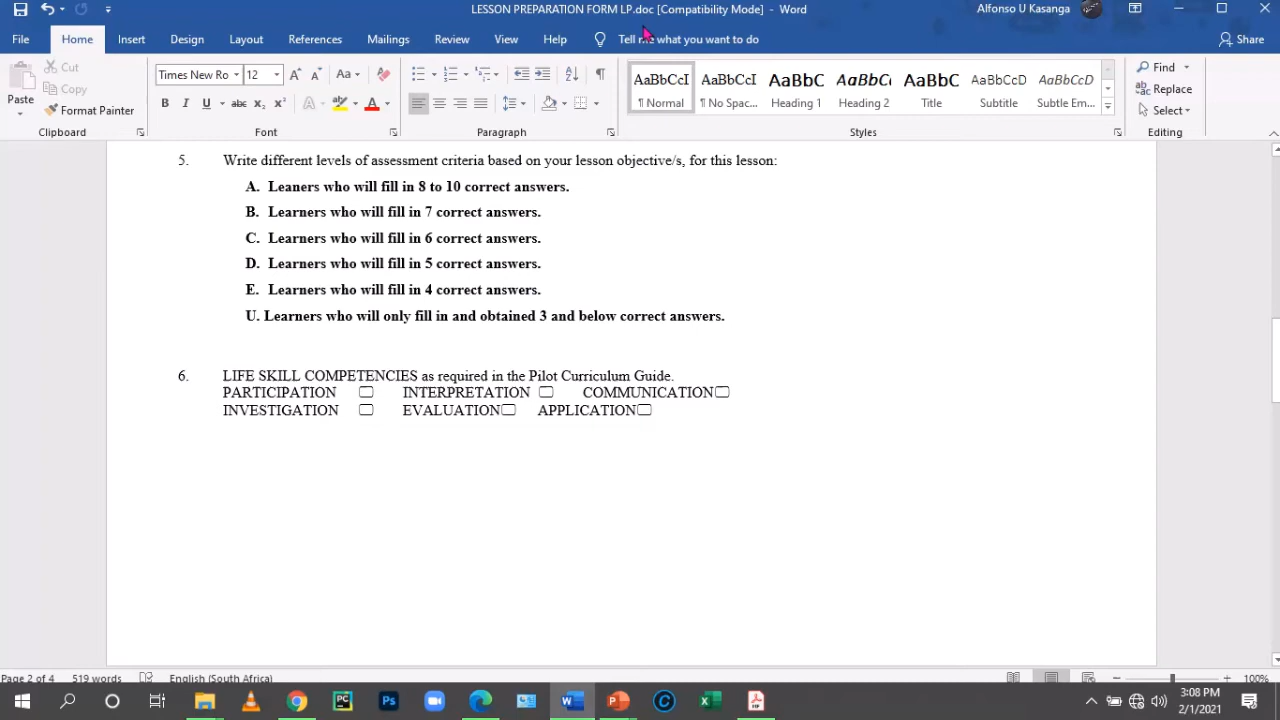 LESSON PREPARATION FORM LP.doc [Compatibility Mode] - Word
Alfonso U Kasanga
File Home Insert Design Layout References Mailings Review View Help Tell me what you want to do Share
Paste
Cut
Copy
Format Painter
Clipboard
Times New Ro 12
Font
Paragraph
AaBbCcI AaBbCcI AaBbC AaBbCc AaBbC AaBbCcD AaBbCcD
¶ Normal ¶ No Spac... Heading 1 Heading 2 Title Subtitle Subtle Em...
Styles
Find
Replace
Select
Editing
5. Write different levels of assessment criteria based on your lesson objective/s, for this lesson:
A. Leaners who will fill in 8 to 10 correct answers.
B. Learners who will fill in 7 correct answers.
C. Learners who will fill in 6 correct answers.
D. Learners who will fill in 5 correct answers.
E. Learners who will fill in 4 correct answers.
U. Learners who will only fill in and obtained 3 and below correct answers.
6. LIFE SKILL COMPETENCIES as required in the Pilot Curriculum Guide.
PARTICIPATION INTERPRETATION COMMUNICATION
INVESTIGATION EVALUATION APPLICATION
Page 2 of 4 519 words English (South Africa) 100%
3:08 PM
2/1/2021